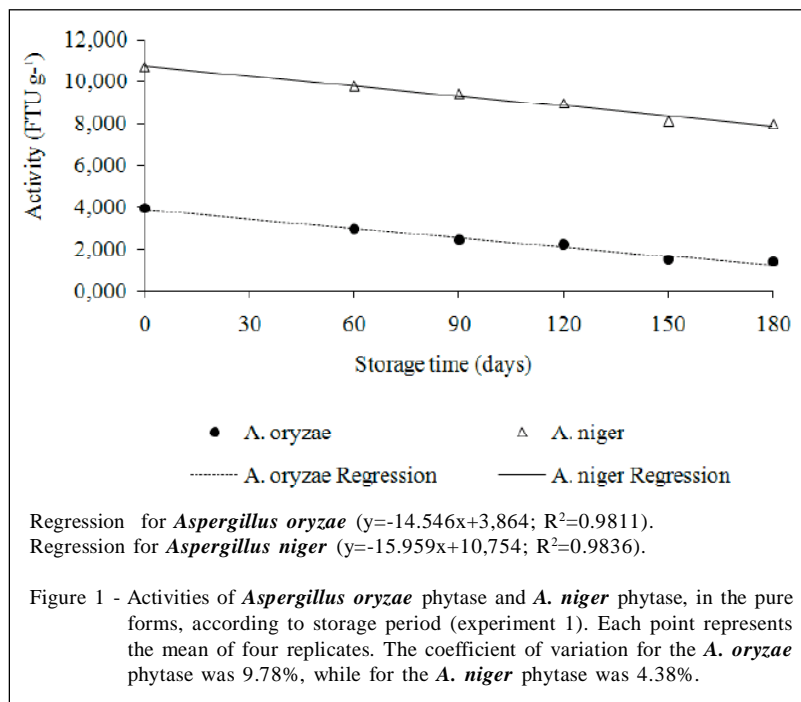 12,000
10,000
8,000
6,000
4,000
2,000
0,000
Activity (FTU g-¹)
0 30 60 90 120 150 180
Storage time (days)
A. oryzae A. niger
A. oryzae Regression A. niger Regression
Regression for Aspergillus oryzae (y=-14.546x+3,864; R²=0.9811).
Regression for Aspergillus niger (y=-15.959x+10,754; R²=0.9836).
Figure 1 - Activities of Aspergillus oryzae phytase and A. niger phytase, in the pure
forms, according to storage period (experiment 1). Each point represents
the mean of four replicates. The coefficient of variation for the A. oryzae
phytase was 9.78%, while for the A. niger phytase was 4.38%.